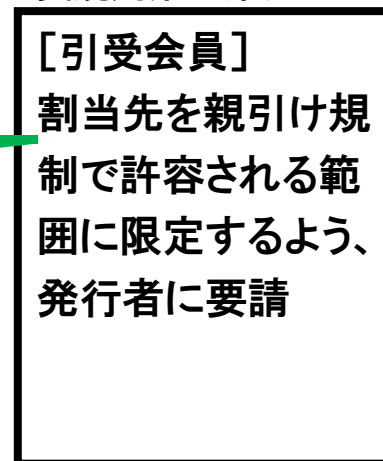 [引受会員]
割当先を親引け規
制で許容される範
囲に限定するよう、
発行者に要請